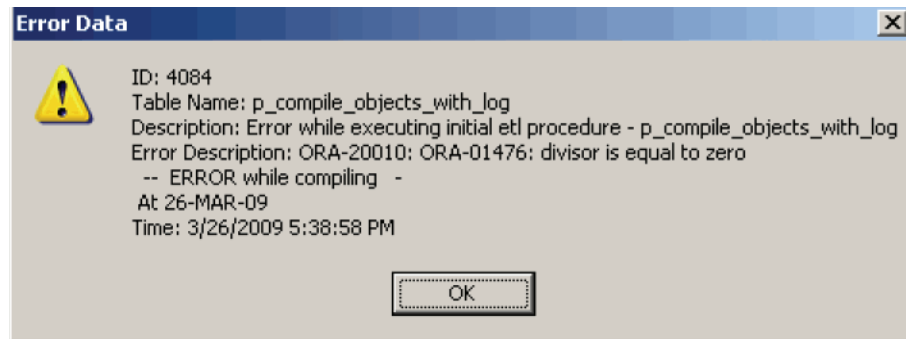 Error Data
ID: 4084
Table Name: p_compile_objects_with_log
Description: Error while executing initial etl procedure - p_compile_objects_with_log
Error Description: ORA-20010: ORA-01476: divisor is equal to zero
-- ERROR while compiling -
At 26-MAR-09
Time: 3/26/2009 5:38:58 PM
OK